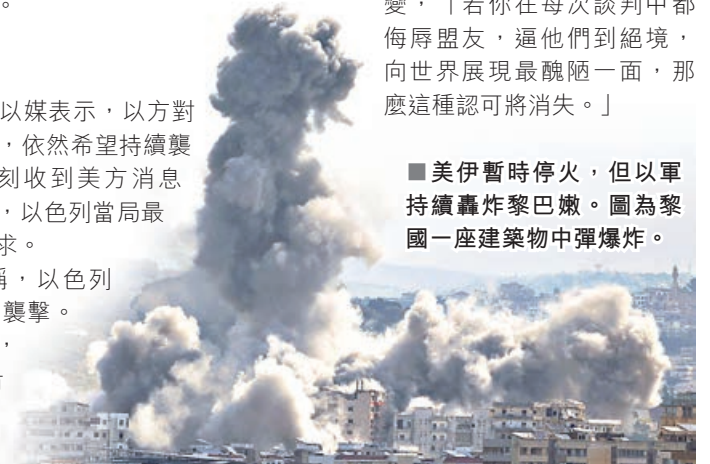 。
以媒表示，以方對
，依然希望持續襲
刻收到美方消息
，以色列當局最
求。
，以色列
襲擊。
，
變，「若你在每次談判中都
侮辱盟友，逼他們到絕境，
向世界展現最醜陋一面，那
麼這種認可將消失。」
■美伊暫時停火，但以軍
持續轟炸黎巴嫩。圖為黎
國一座建築物中彈爆炸。